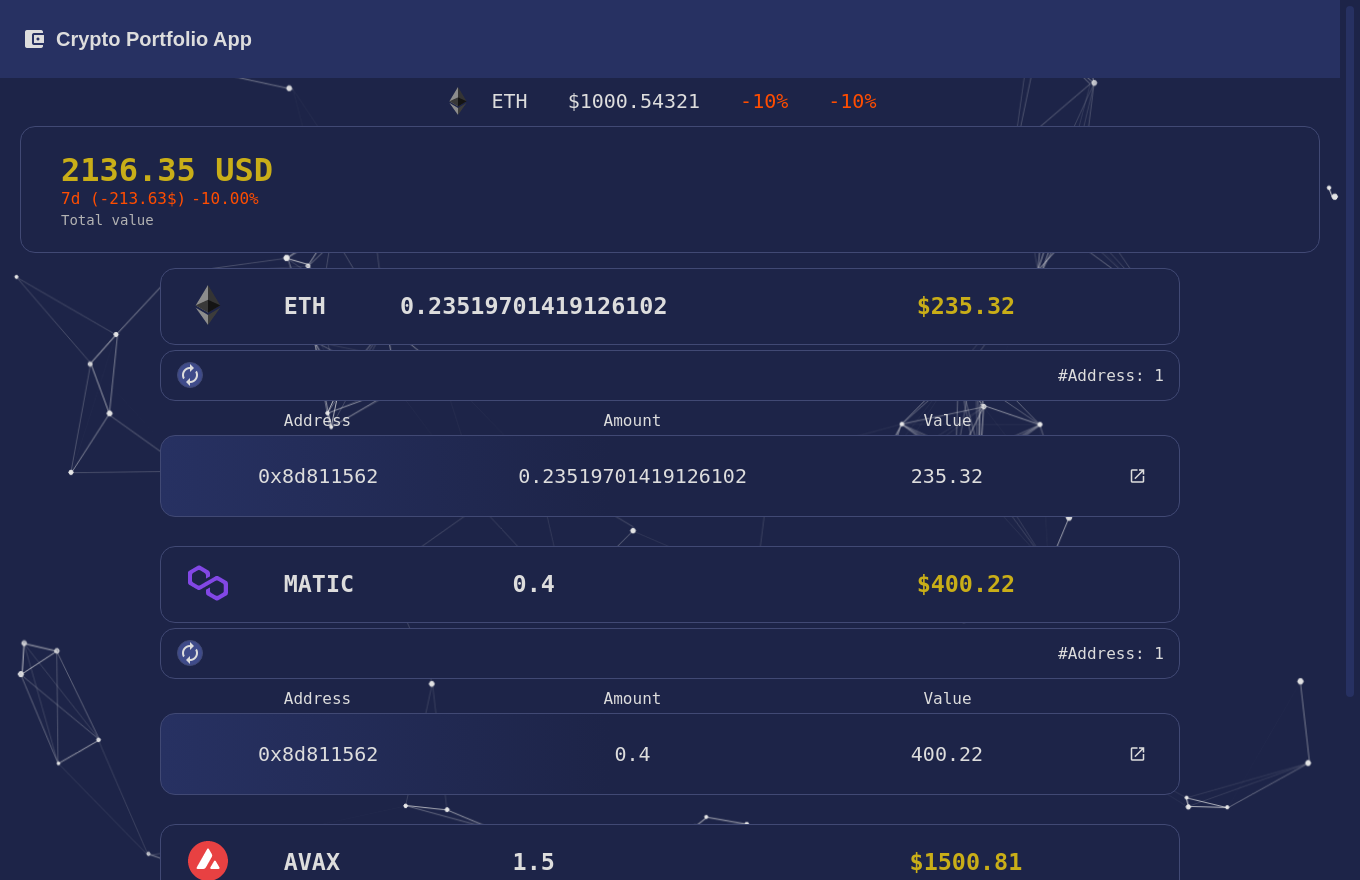 Crypto Portfolio App
ETH $1000.54321 -10% -10%
2136.35 USD
7d (-213.63$) -10.00%
Total value
ETH 0.23519701419126102 $235.32
#Address: 1
Address Amount Value
0x8d811562 0.23519701419126102 235.32
MATIC 0.4 $400.22
#Address: 1
Address Amount Value
0x8d811562 0.4 400.22
AVAX 1.5 $1500.81